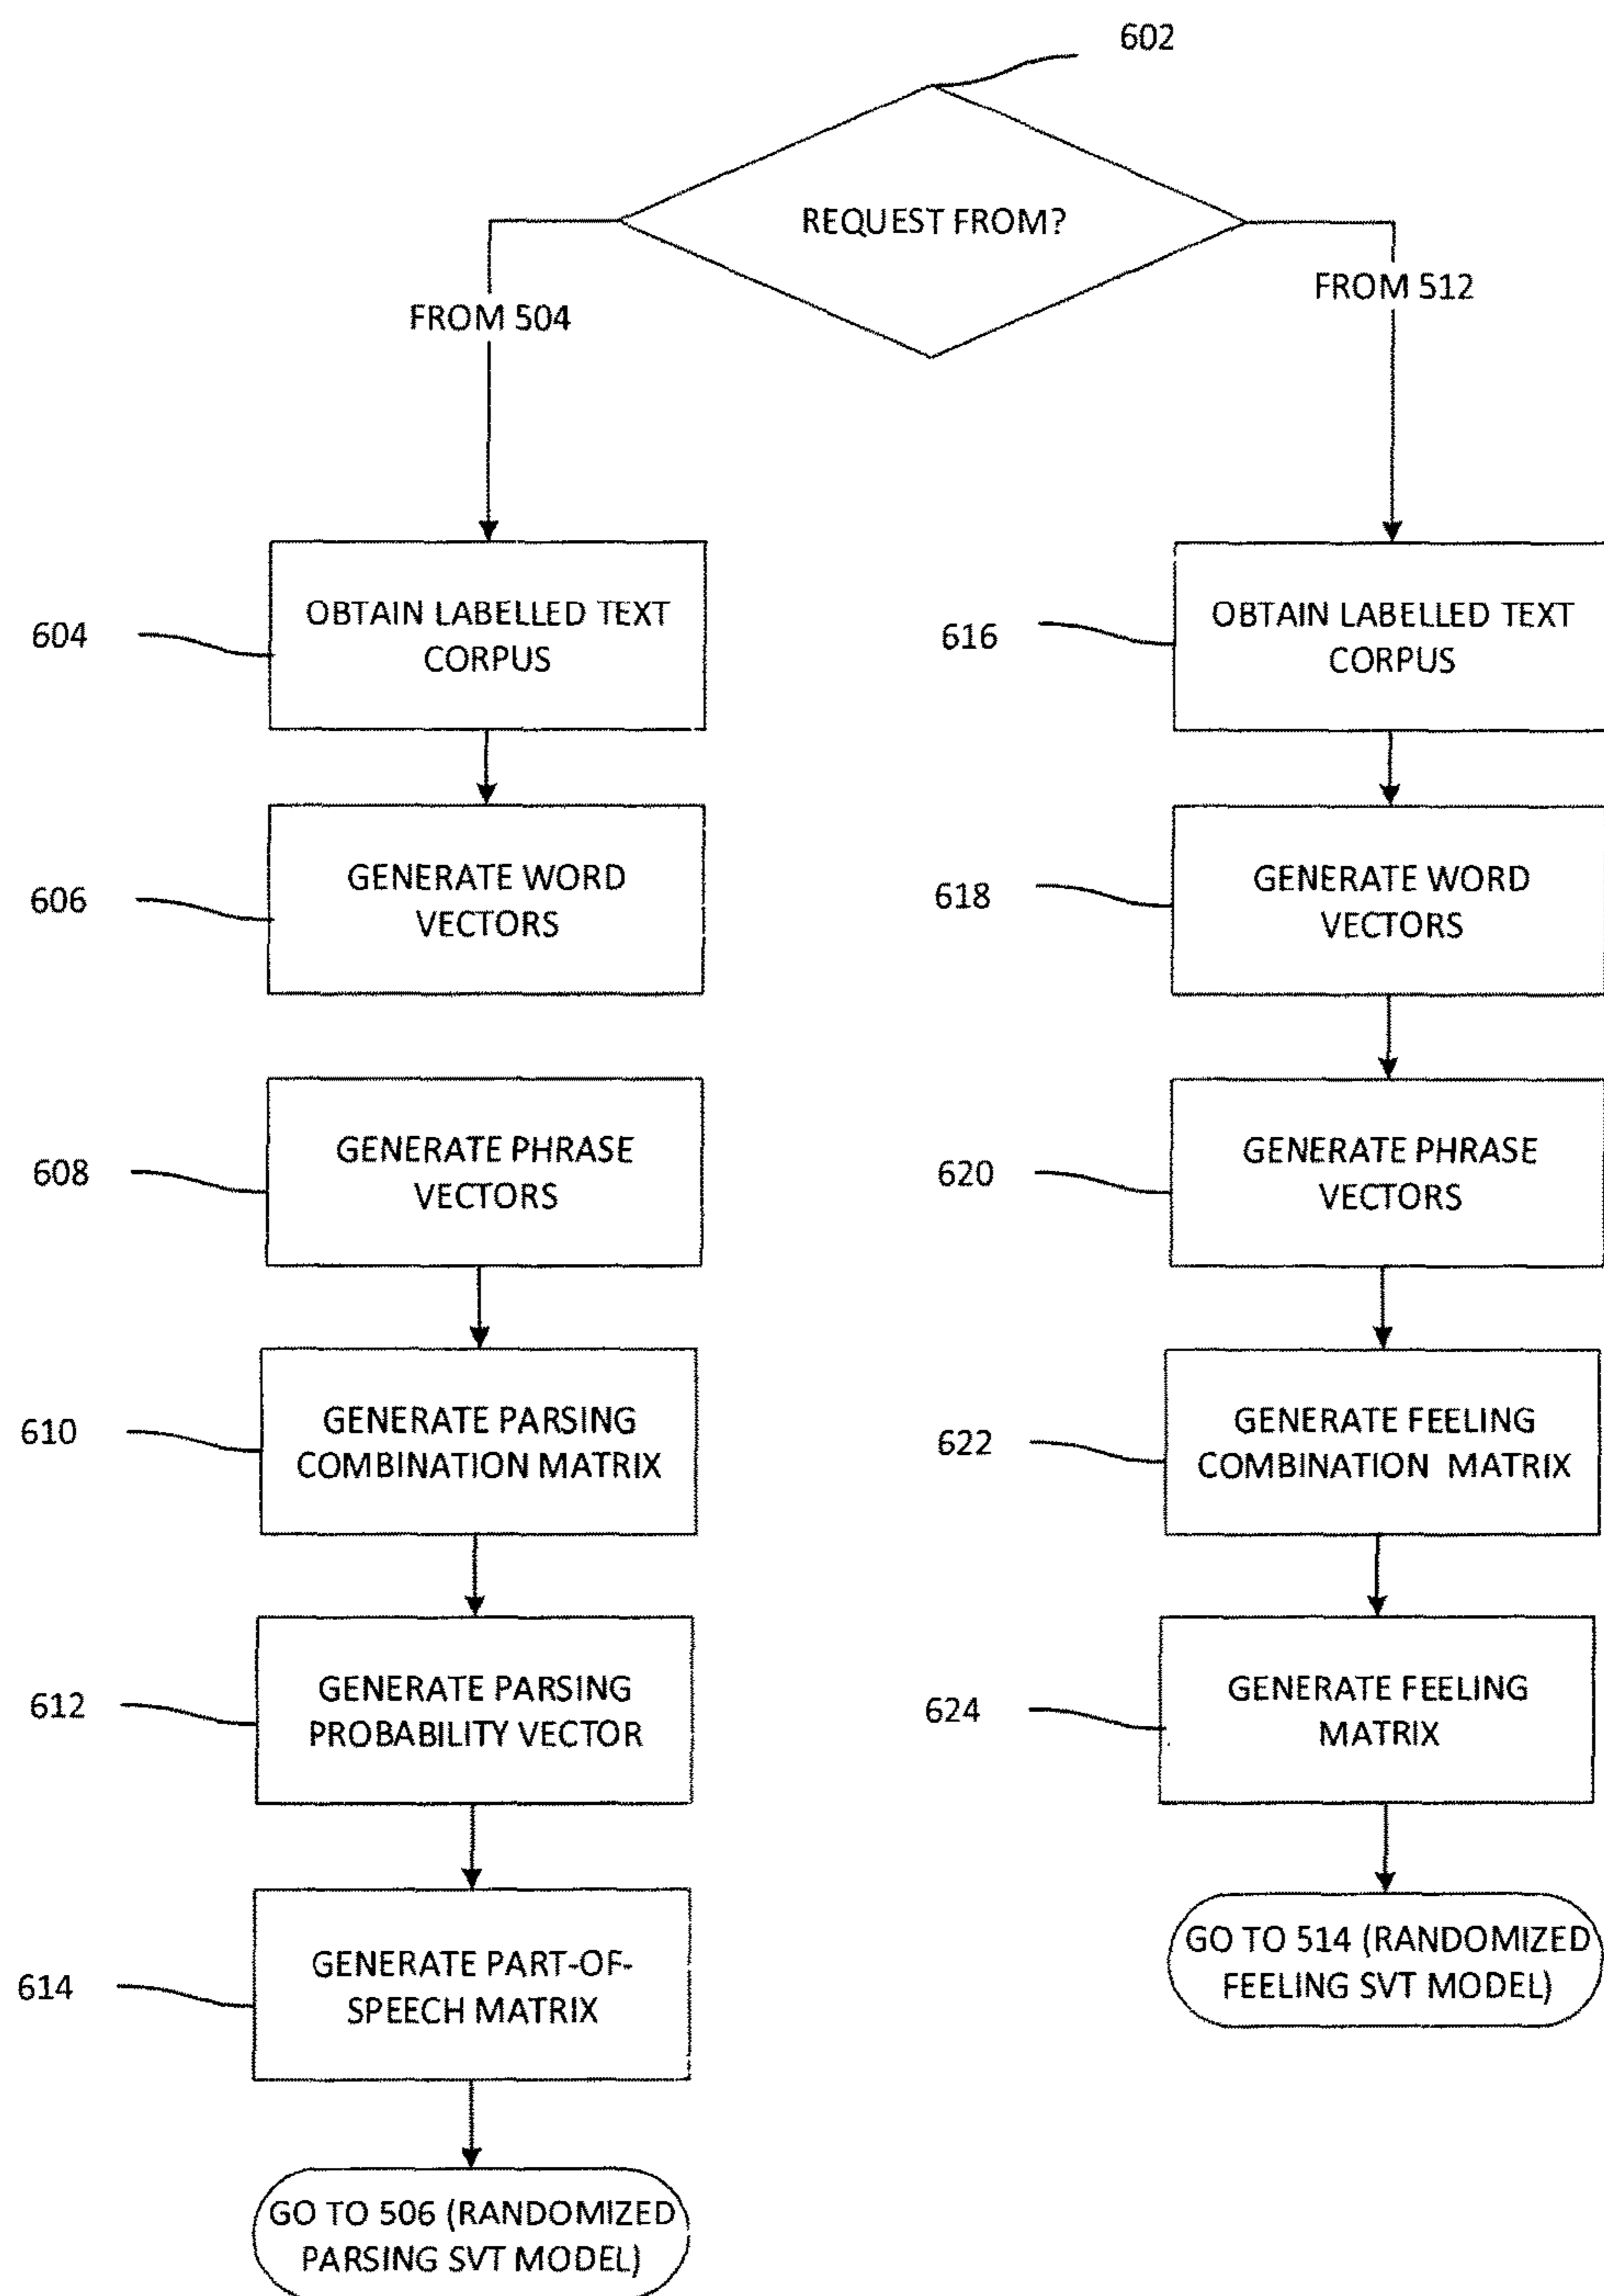 602
REQUEST FROM?
FROM 504
FROM 512
604
OBTAIN LABELLED TEXT
CORPUS
616
OBTAIN LABELLED TEXT
CORPUS
606
GENERATE WORD
VECTORS
618
GENERATE WORD
VECTORS
608
GENERATE PHRASE
VECTORS
620
GENERATE PHRASE
VECTORS
610
GENERATE PARSING
COMBINATION MATRIX
622
GENERATE FEELING
COMBINATION MATRIX
612
GENERATE PARSING
PROBABILITY VECTOR
624
GENERATE FEELING
MATRIX
614
GENERATE PART-OF-
SPEECH MATRIX
GO TO 514 (RANDOMIZED
FEELING SVT MODEL)
GO TO 506 (RANDOMIZED
PARSING SVT MODEL)